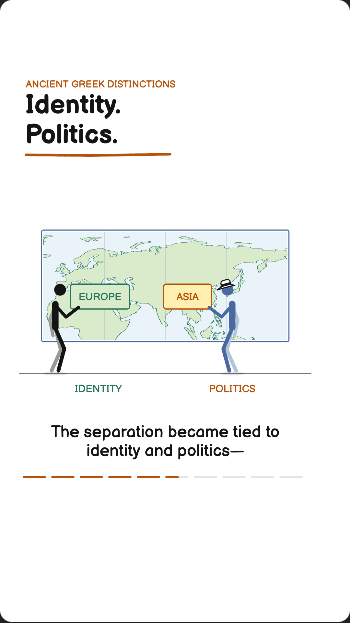 ANCIENT GREEK DISTINCTIONS
Identity.
Politics.
EUROPE
ASIA
IDENTITY
POLITICS
The separation became tied to
identity and politics—